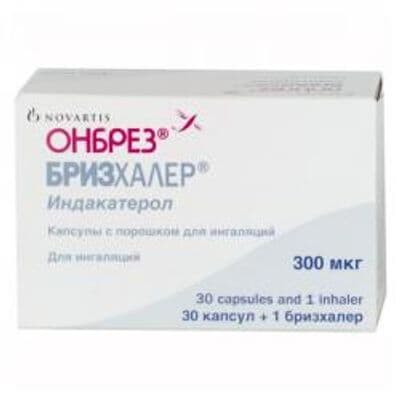 NOVARTIS
ОНБРЕЗ®
БРИЗХАЛЕР®
Индакатерол
Капсулы с порошком для ингаляций
Для ингаляций
300 мкг
30 capsules and 1 inhaler
30 капсул + 1 бризхалер